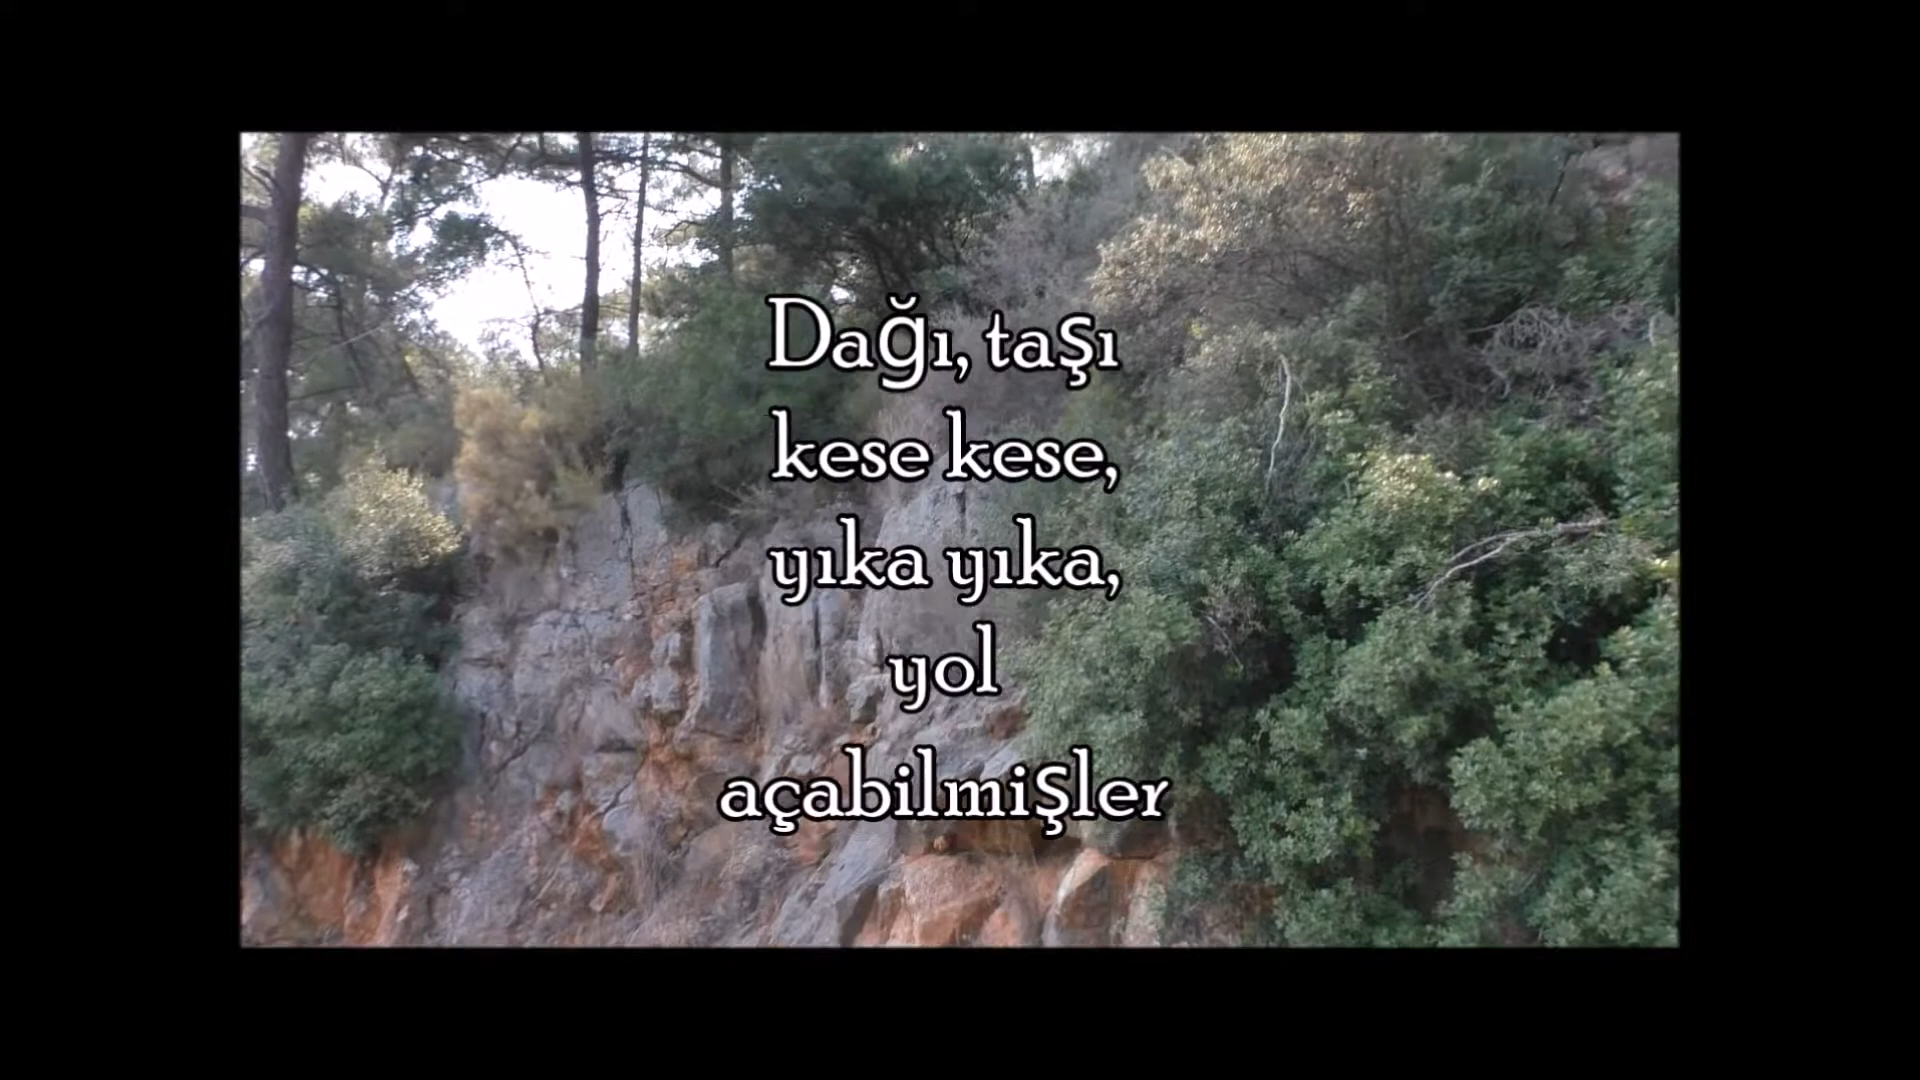 Dağı, taşı
kese kese,
yıka yıka,
yol
açabilmişler